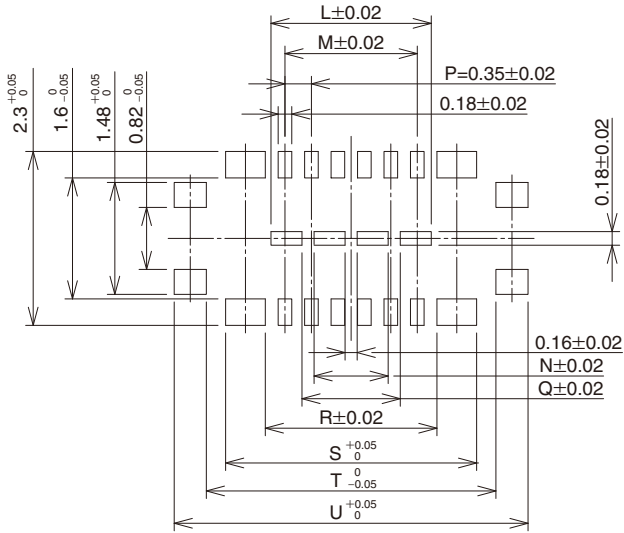 L±0.02
M±0.02
P=0.35±0.02
0.18±0.02
2.3 +0.05 0
1.6 0 -0.05
1.48 +0.05 0
0.82 0 -0.05
0.18±0.02
0.16±0.02
N±0.02
Q±0.02
R±0.02
S +0.05 0
T 0 -0.05
U +0.05 0